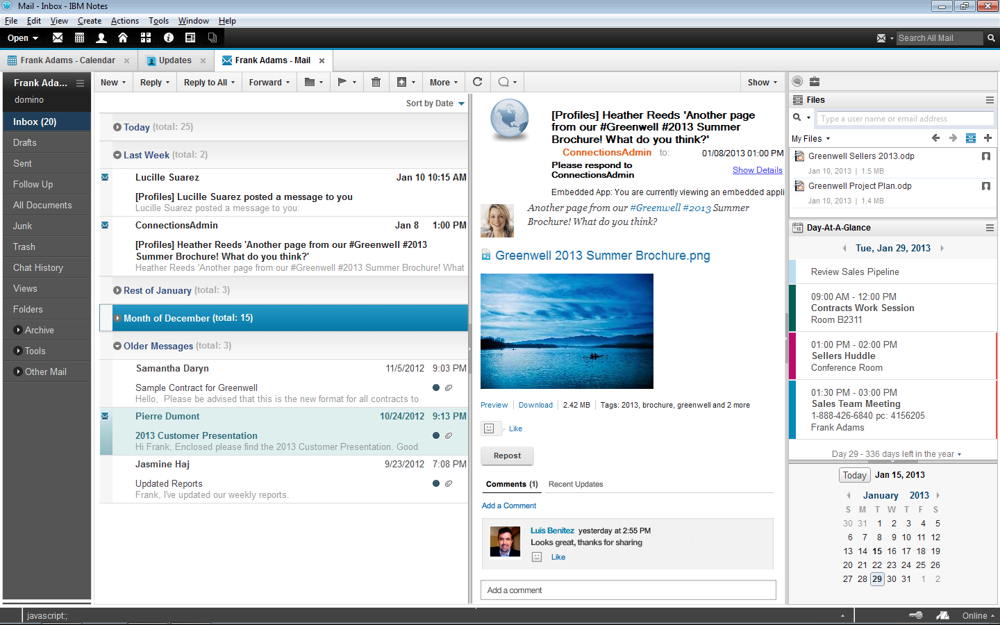 Mail - Inbox - IBM Notes
File Edit View Create Actions Tools Window Help
Open
Search All Mail
Frank Adams - Calendar
Updates
Frank Adams - Mail
Frank Ada...
domino
Inbox (20)
Drafts
Sent
Follow Up
All Documents
Junk
Trash
Chat History
Views
Folders
Archive
Tools
Other Mail
New Reply Reply to All Forward More Show
Sort by Date
Today (total: 25)
Last Week (total: 2)
Lucille Suarez Jan 10 10:15 AM
[Profiles] Lucille Suarez posted a message to you
Lucille Suarez posted a message to you:
ConnectionsAdmin Jan 8 1:00 PM
[Profiles] Heather Reeds 'Another page from our #Greenwell #2013
Summer Brochure! What do you think?'
Heather Reeds 'Another page from our #Greenwell #2013 Summer Brochure! What
Rest of January (total: 3)
Month of December (total: 15)
Older Messages (total: 3)
Samantha Daryn 11/5/2012 9:03 PM
Sample Contract for Greenwell
Hello, Please be advised that this is the new format for all contracts to
Pierre Dumont 10/24/2012 9:13 PM
2013 Customer Presentation
Hi Frank, Enclosed please find the 2013 Customer Presentation. Good
Jasmine Haj 9/23/2012 7:08 PM
Updated Reports
Frank, I've updated our weekly reports.
[Profiles] Heather Reeds 'Another page
from our #Greenwell #2013 Summer
Brochure! What do you think?'
ConnectionsAdmin to: 01/08/2013 01:00 PM
Please respond to
ConnectionsAdmin
Show Details
Embedded App: You are currently viewing an embedded appli
Another page from our #Greenwell #2013 Summer
Brochure! What do you think?
Greenwell 2013 Summer Brochure.png
Preview Download 2.42 MB Tags: 2013, brochure, greenwell and 2 more
Like
Repost
Comments (1) Recent Updates
Add a Comment
Luis Benitez yesterday at 2:55 PM
Looks great, thanks for sharing
Like
Add a comment
Files
Type a user name or email address
My Files
Greenwell Sellers 2013.odp
Jan 10, 2013 | 1.5 MB
Greenwell Project Plan.odp
Jan 10, 2013 | 1.4 MB
18
Day-At-A-Glance
Tue, Jan 29, 2013
Review Sales Pipeline
09:00 AM - 12:00 PM
Contracts Work Session
Room B2311
01:00 PM - 02:00 PM
Sellers Huddle
Conference Room
01:30 PM - 03:00 PM
Sales Team Meeting
1-888-426-6840 pc: 4156205
Frank Adams
Day 29 - 336 days left in the year
Today Jan 15, 2013
January 2013
S M T W T F S
30 31 1 2 3 4 5
6 7 8 9 10 11 12
13 14 15 16 17 18 19
20 21 22 23 24 25 26
27 28 29 30 31 1 2
javascript:;
Online